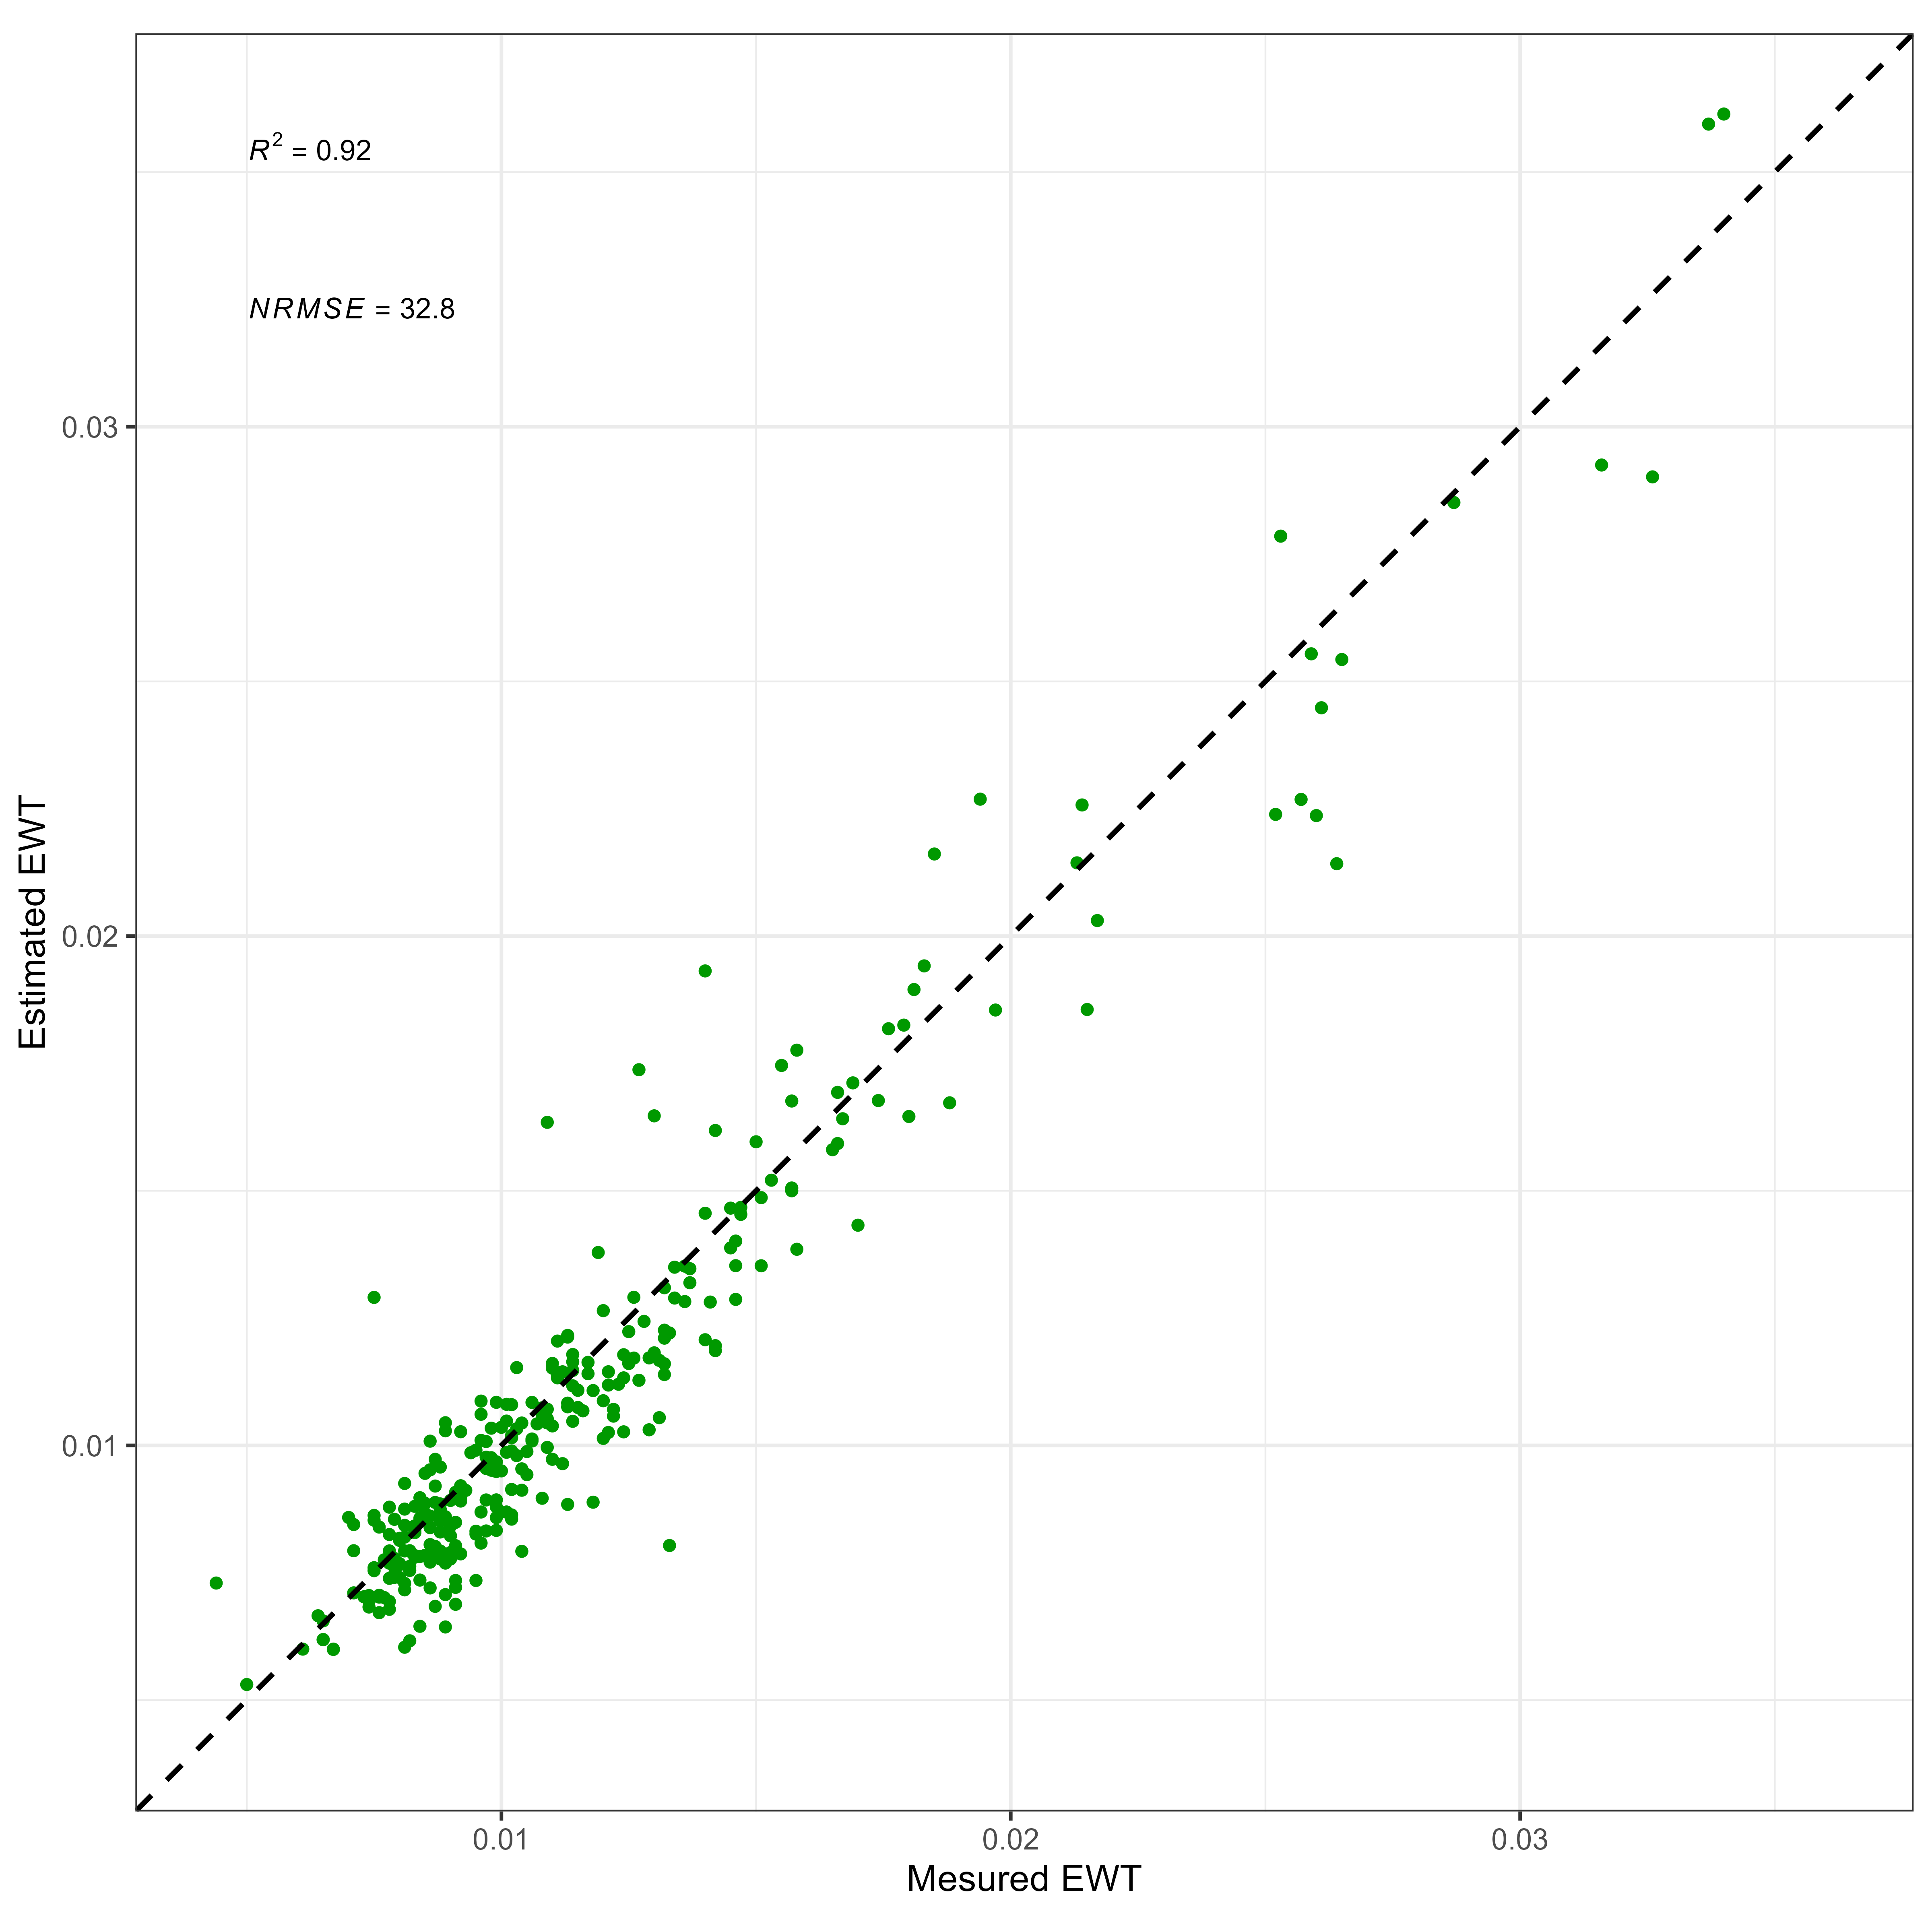 R² = 0.92
NRMSE = 32.8
0.03
0.02
0.01
Estimated EWT
0.01 0.02 0.03
Mesured EWT